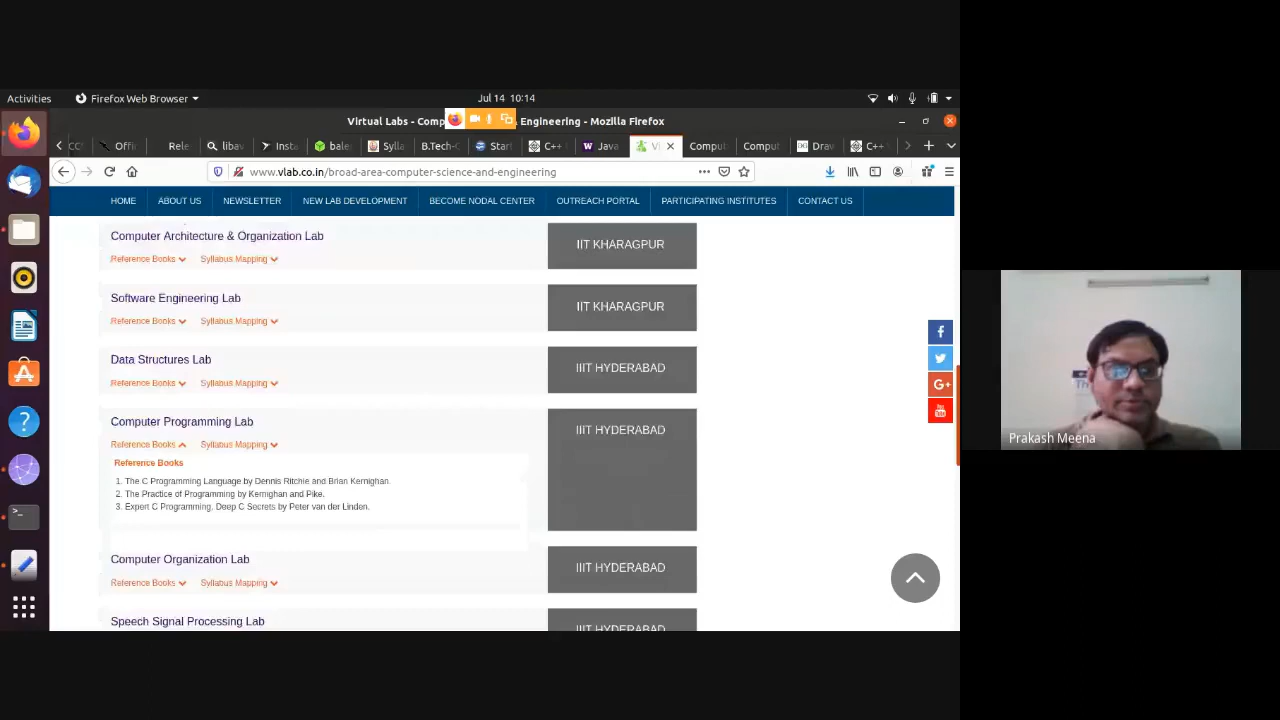 Activities
Firefox Web Browser
Jul 14 10:14
Virtual Labs - Comp
Engineering - Mozilla Firefox
Offi
Rele
libav
Insta
baler
Sylla
B.Tech-C
Start
C++
Java
Comput
Comput
Drav
C++
www.vlab.co.in/broad-area-computer-science-and-engineering
HOME ABOUT US NEWSLETTER NEW LAB DEVELOPMENT BECOME NODAL CENTER OUTREACH PORTAL PARTICIPATING INSTITUTES CONTACT US
Computer Architecture & Organization Lab
IIT KHARAGPUR
Reference Books Syllabus Mapping
Software Engineering Lab
IIT KHARAGPUR
Reference Books Syllabus Mapping
Data Structures Lab
IIIT HYDERABAD
Reference Books Syllabus Mapping
Computer Programming Lab
IIIT HYDERABAD
Reference Books Syllabus Mapping
Reference Books
1. The C Programming Language by Dennis Ritchie and Brian Kernighan.
2. The Practice of Programming by Kernighan and Pike.
3. Expert C Programming, Deep C Secrets by Peter van der Linden.
Computer Organization Lab
IIIT HYDERABAD
Reference Books Syllabus Mapping
Speech Signal Processing Lab
IIIT HYDERABAD
Prakash Meena